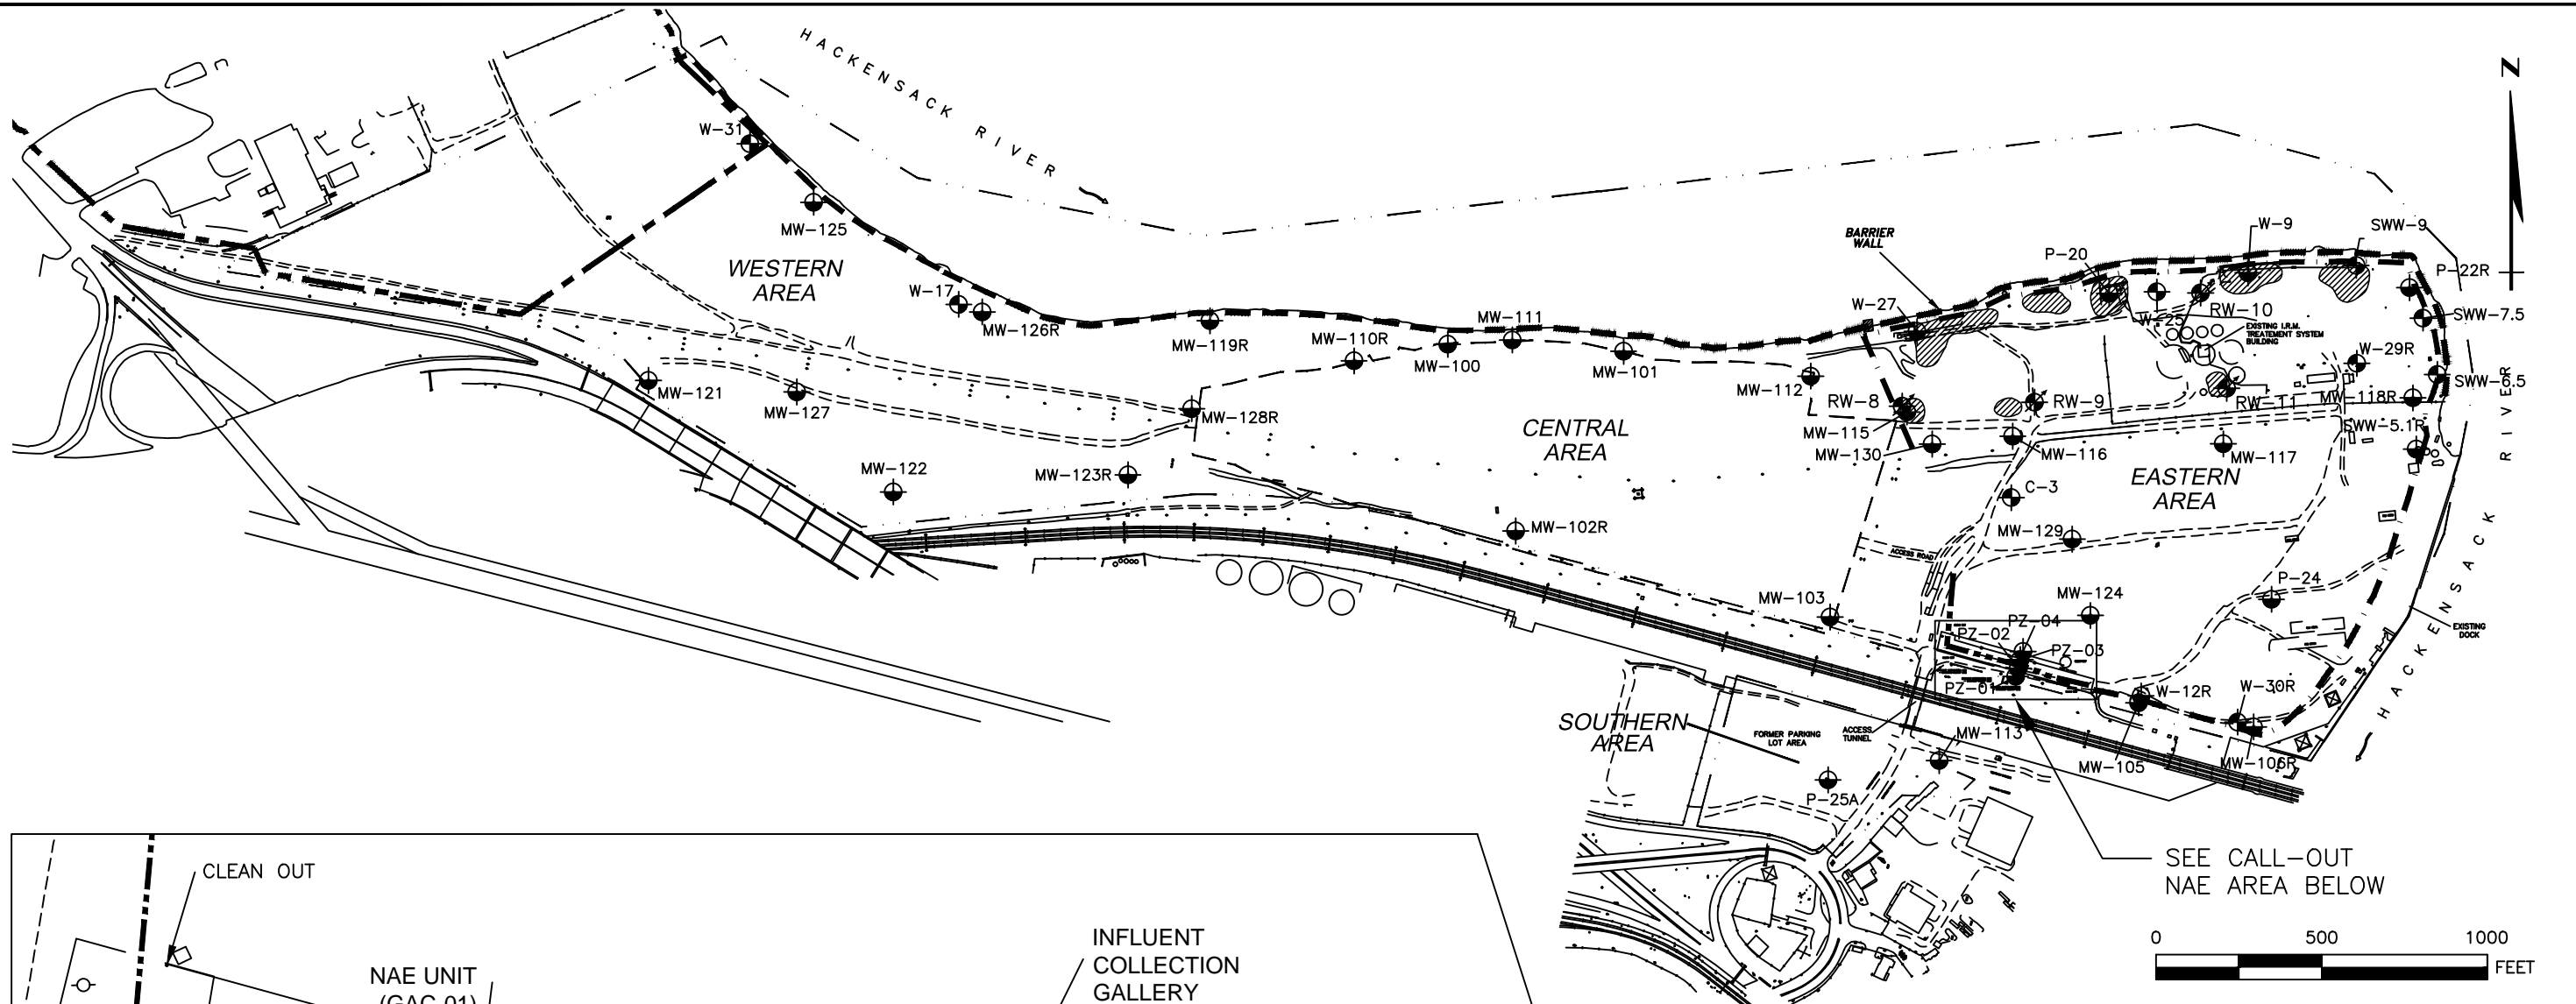 HACKENSACK RIVER
N
W-31
MW-125
WESTERN
AREA
BARRIER
WALL
P-20
W-9
SWW-9
P-22R
W-17
MW-126R
W-27
W-25
RW-10
SWW-7.5
EXISTING I.R.M.
TREATEMENT SYSTEM
BUILDING
MW-119R
MW-110R
MW-111
MW-100
MW-101
MW-112
W-29R
SWW-6.5
MW-121
MW-127
MW-128R
RW-8
RW-9
RW-11
MW-118R
MW-115
SWW-5.1R
CENTRAL
AREA
MW-130
MW-116
MW-117
HACKENSACK RIVER
MW-122
MW-123R
C-3
EASTERN
AREA
MW-102R
MW-129
ACCESS ROAD
P-24
MW-103
MW-124
PZ-04
PZ-02
PZ-03
EXISTING
DOCK
PZ-01
W-12R
W-30R
SOUTHERN
AREA
FORMER PARKING
LOT AREA
ACCESS
TUNNEL
MW-113
MW-105
MW-106R
P-25A
SEE CALL-OUT
NAE AREA BELOW
CLEAN OUT
INFLUENT
COLLECTION
GALLERY
NAE UNIT
(GAC-01)
0 500 1000
FEET